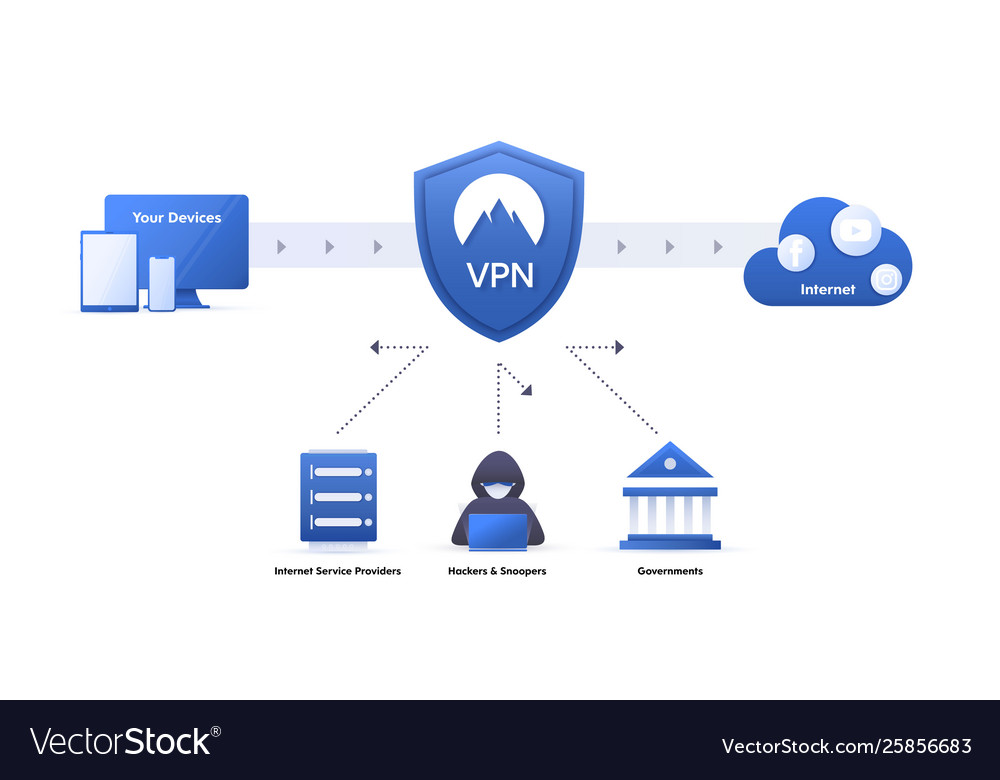 Your Devices
VPN
Internet
Internet Service Providers
Hackers & Snoopers
Governments
VectorStock®
VectorStock.com/25856683